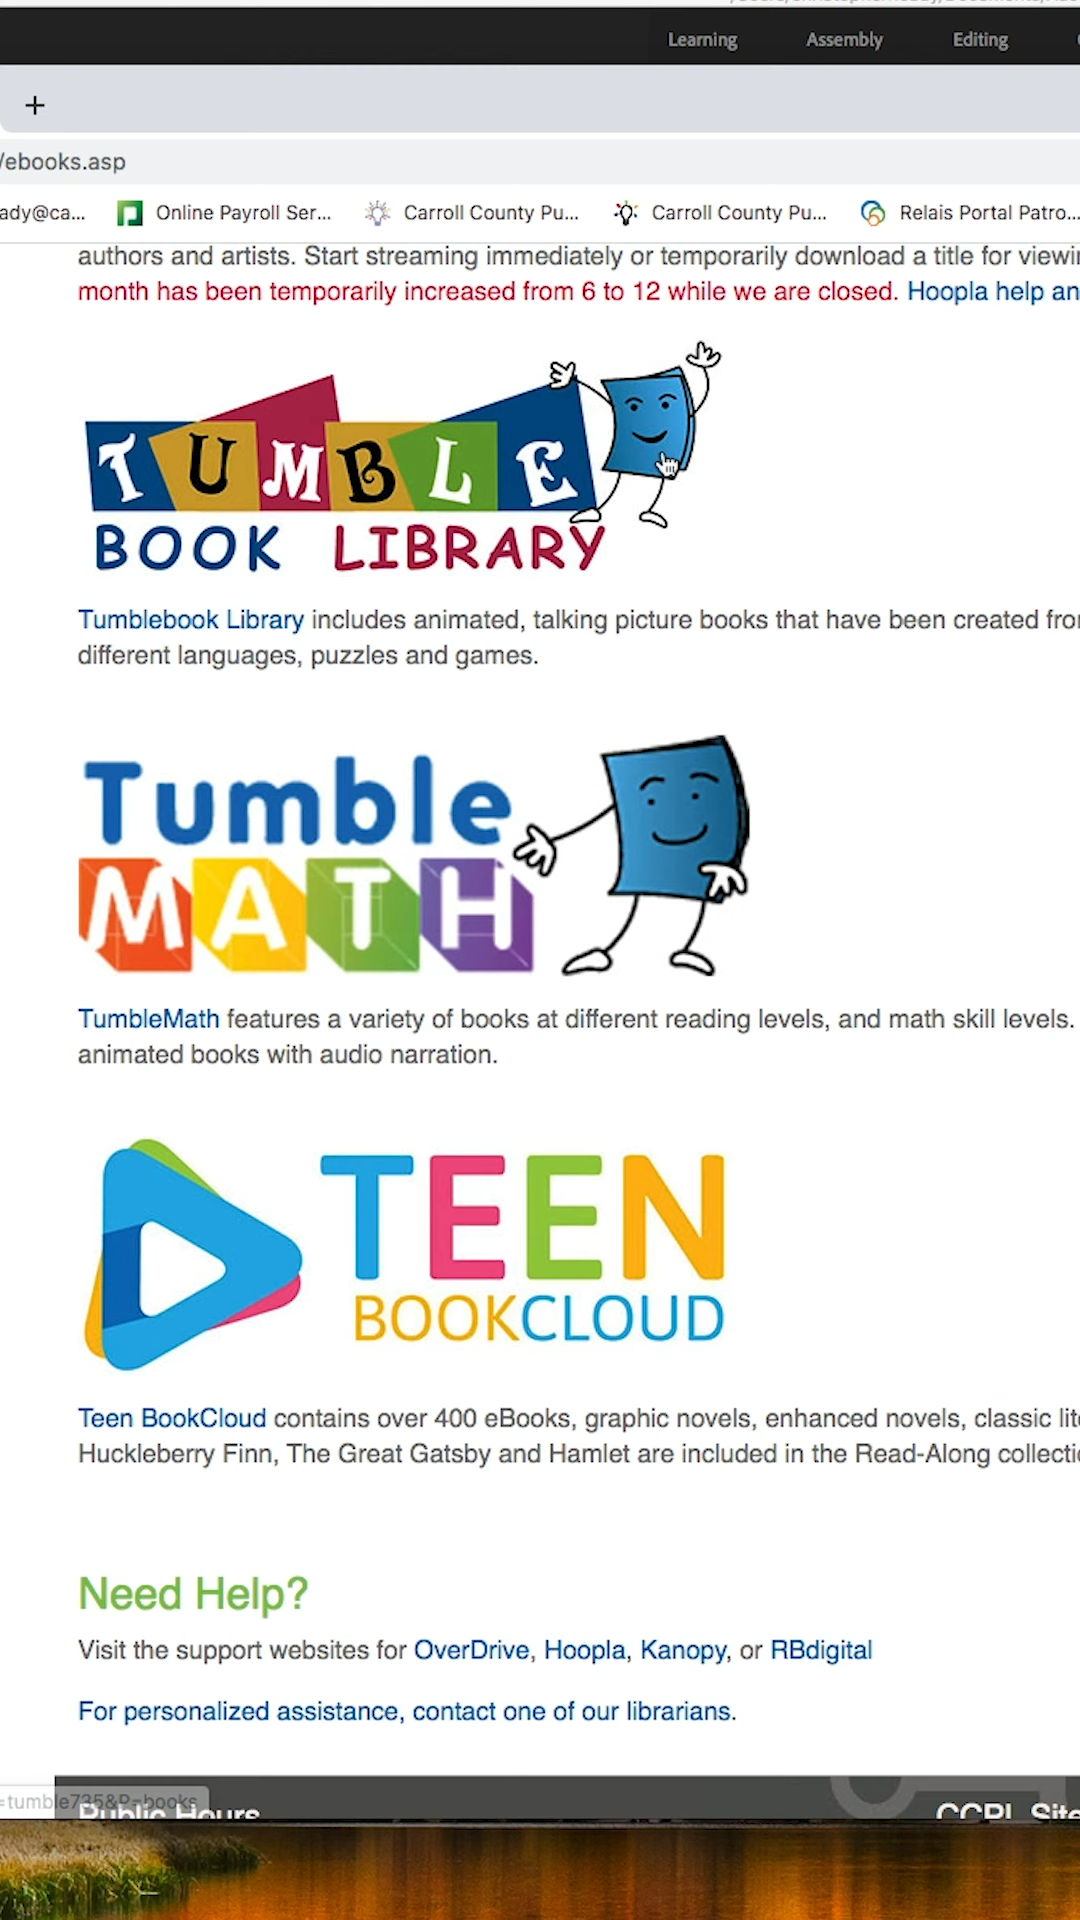 Learning Assembly Editing
+
/ebooks.asp
ady@ca... Online Payroll Ser... Carroll County Pu... Carroll County Pu... Relais Portal Patro...
authors and artists. Start streaming immediately or temporarily download a title for viewi
month has been temporarily increased from 6 to 12 while we are closed. Hoopla help an
TUMBLE
BOOK LIBRARY
Tumblebook Library includes animated, talking picture books that have been created fro
different languages, puzzles and games.
Tumble
MATH
TumbleMath features a variety of books at different reading levels, and math skill levels.
animated books with audio narration.
TEEN
BOOKCLOUD
Teen BookCloud contains over 400 eBooks, graphic novels, enhanced novels, classic lit
Huckleberry Finn, The Great Gatsby and Hamlet are included in the Read-Along collecti
Need Help?
Visit the support websites for OverDrive, Hoopla, Kanopy, or RBdigital
For personalized assistance, contact one of our librarians.
=tumble735&P=books
Public Hours CCPL Site